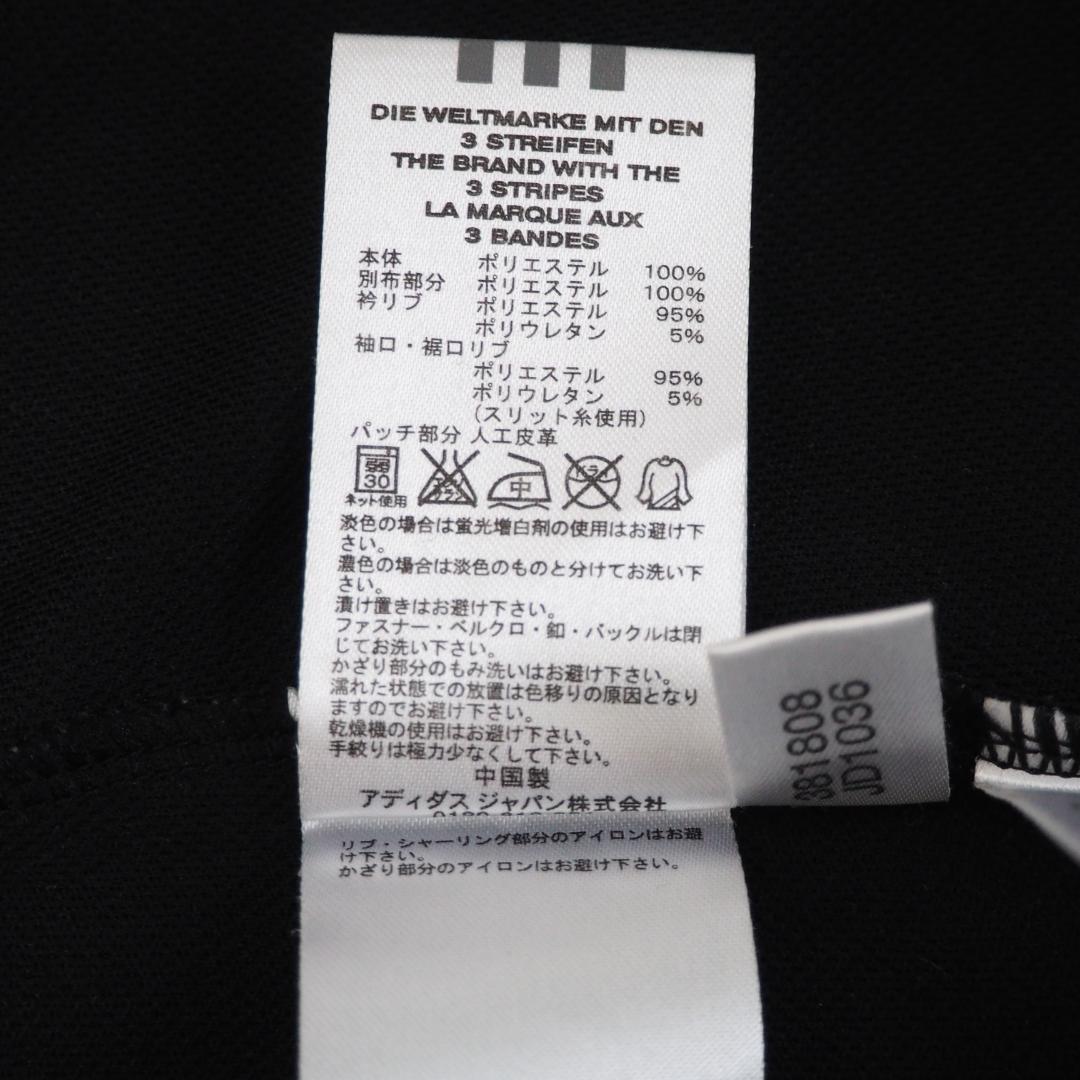 DIE WELTMARKE MIT DEN
3 STREIFEN
THE BRAND WITH THE
3 STRIPES
LA MARQUE AUX
3 BANDES
本体 ポリエステル 100%
別布部分 ポリエステル 100%
衿リブ ポリエステル 95%
ポリウレタン 5%
袖口・裾口リブ
ポリエステル 95%
ポリウレタン 5%
(スリット糸使用)
パッチ部分 人工皮革
弱
30
中
ドライ
ネット使用
淡色の場合は蛍光増白剤の使用はお避け下
さい。
濃色の場合は淡色のものと分けてお洗い下
さい。
漬け置きはお避け下さい。
ファスナー・ベルクロ・釦・バックルは閉
じてお洗い下さい。
かざり部分のもみ洗いはお避け下さい。
濡れた状態での放置は色移りの原因となり
ますのでお避け下さい。
乾燥機の使用はお避け下さい。
手絞りは極力少なくして下さい。
中国製
アディダス ジャパン株式会社
リブ・シャーリング部分のアイロンはお避
け下さい。
かざり部分のアイロンはお避け下さい。
381808
JD1036